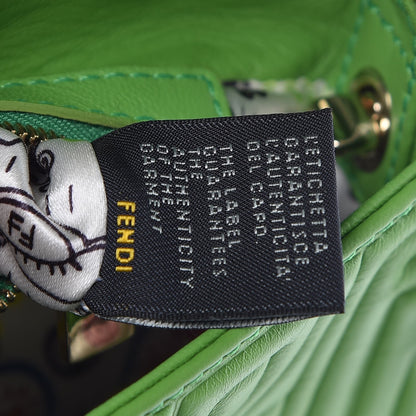 L'ETICHETTA
GARANTISCE
L'AUTENTICITA'
DEL CAPO.
THE LABEL
GUARANTEES
THE
AUTHENTICITY
OF THE
GARMENT
FENDI